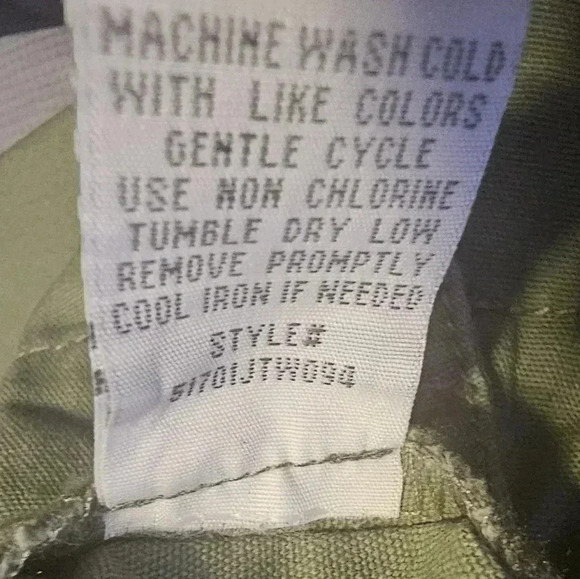 MACHINE WASH COLD
WITH LIKE COLORS
GENTLE CYCLE
USE NON CHLORINE
TUMBLE DRY LOW
REMOVE PROMPTLY
COOL IRON IF NEEDED
STYLE#
51701JTW094